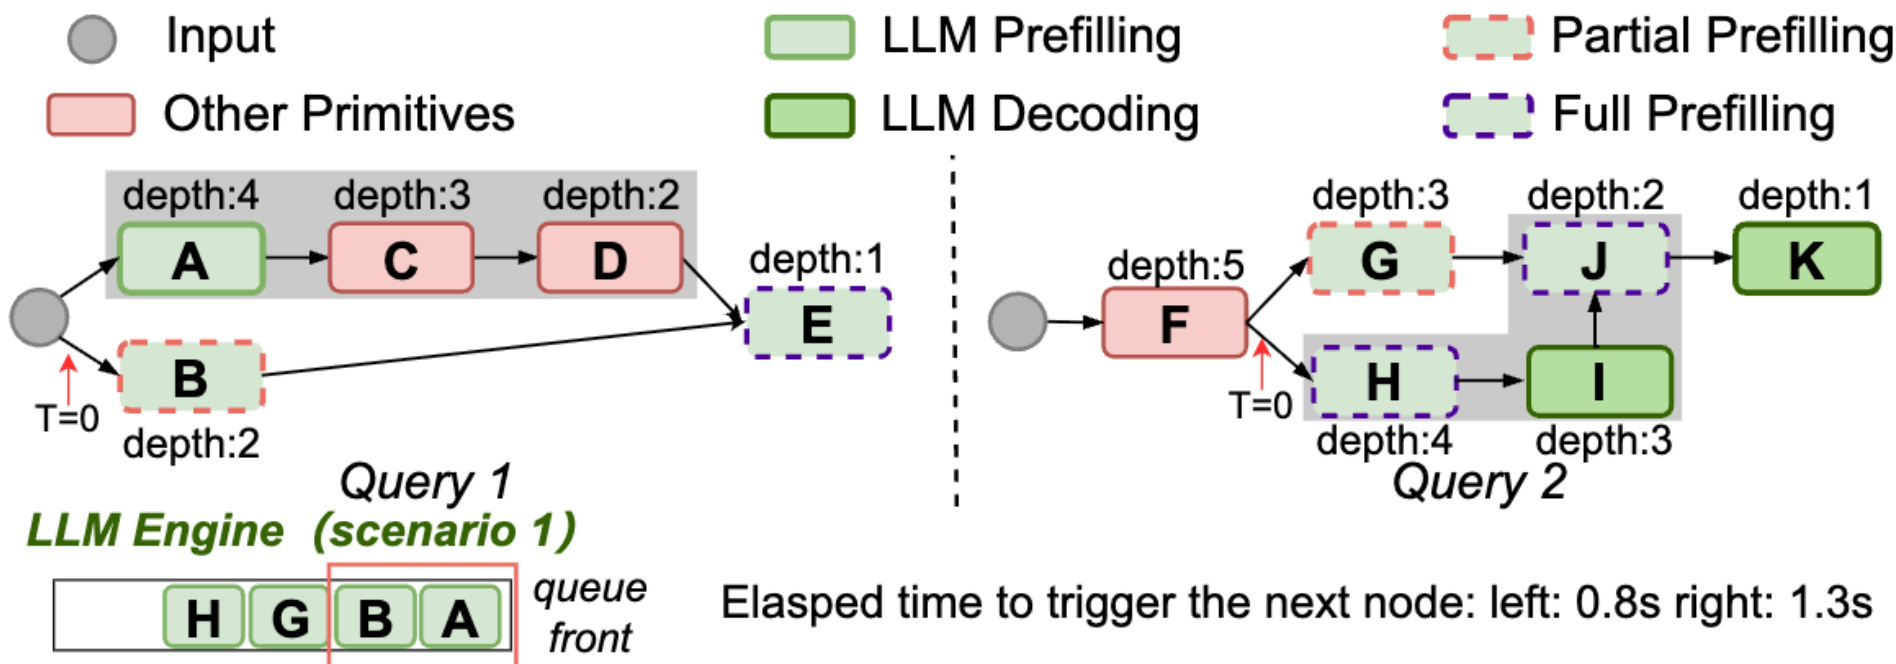 Input
LLM Prefilling
Partial Prefilling
Other Primitives
LLM Decoding
Full Prefilling
depth:4
depth:3
depth:2
A
C
D
depth:1
E
B
T=0
depth:2
Query 1
depth:5
F
depth:3
G
depth:2
J
depth:1
K
T=0
H
I
depth:4
depth:3
Query 2
LLM Engine (scenario 1)
H G B A
queue
front
Elasped time to trigger the next node: left: 0.8s right: 1.3s